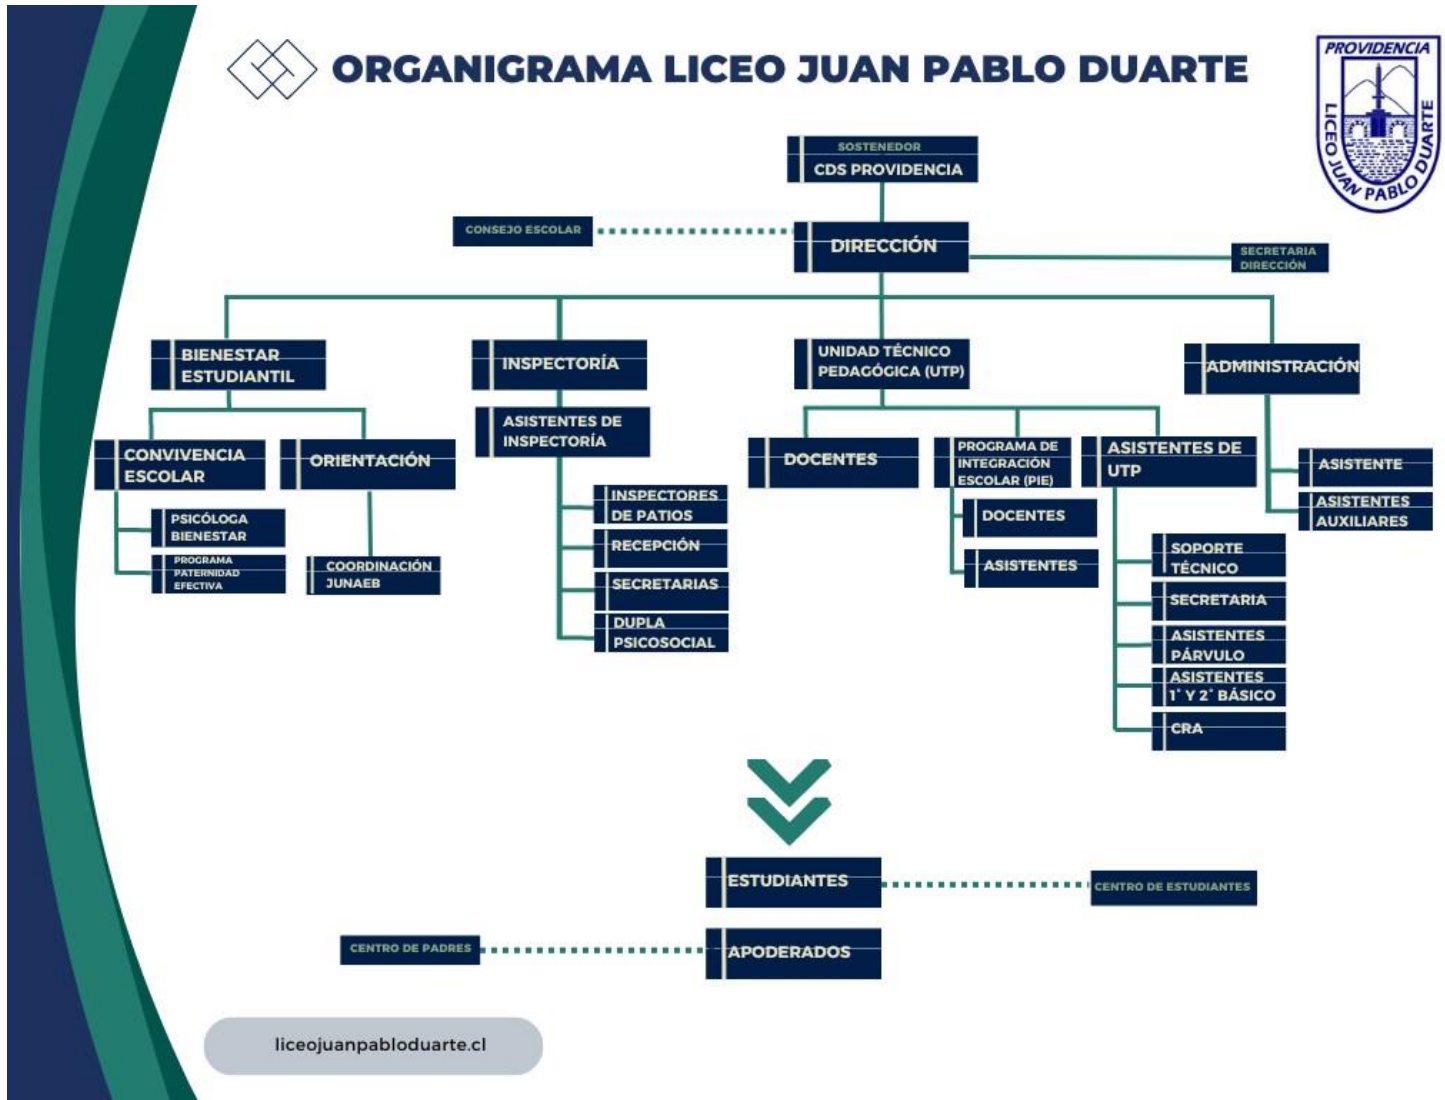 ORGANIGRAMA LICEO JUAN PABLO DUARTE
PROVIDENCIA
LICEO JUAN PABLO DUARTE
SOSTENEDOR
CDS PROVIDENCIA
CONSEJO ESCOLAR
DIRECCIÓN
SECRETARIA
DIRECCIÓN
BIENESTAR
ESTUDIANTIL
INSPECTORÍA
UNIDAD TÉCNICO
PEDAGÓGICA (UTP)
ADMINISTRACIÓN
CONVIVENCIA
ESCOLAR
ORIENTACIÓN
ASISTENTES DE
INSPECTORÍA
DOCENTES
PROGRAMA DE
INTEGRACIÓN
ESCOLAR (PIE)
ASISTENTES DE
UTP
ASISTENTE
ASISTENTES
AUXILIARES
PSICÓLOGA
BIENESTAR
PROGRAMA
PATERNIDAD
EFECTIVA
COORDINACIÓN
JUNAEB
INSPECTORES
DE PATIOS
RECEPCIÓN
SECRETARIAS
DUPLA
PSICOSOCIAL
DOCENTES
ASISTENTES
SOPORTE
TÉCNICO
SECRETARIA
ASISTENTES
PÁRVULO
ASISTENTES
1° Y 2° BÁSICO
CRA
ESTUDIANTES
CENTRO DE ESTUDIANTES
CENTRO DE PADRES
APODERADOS
liceojuanpabloduarte.cl